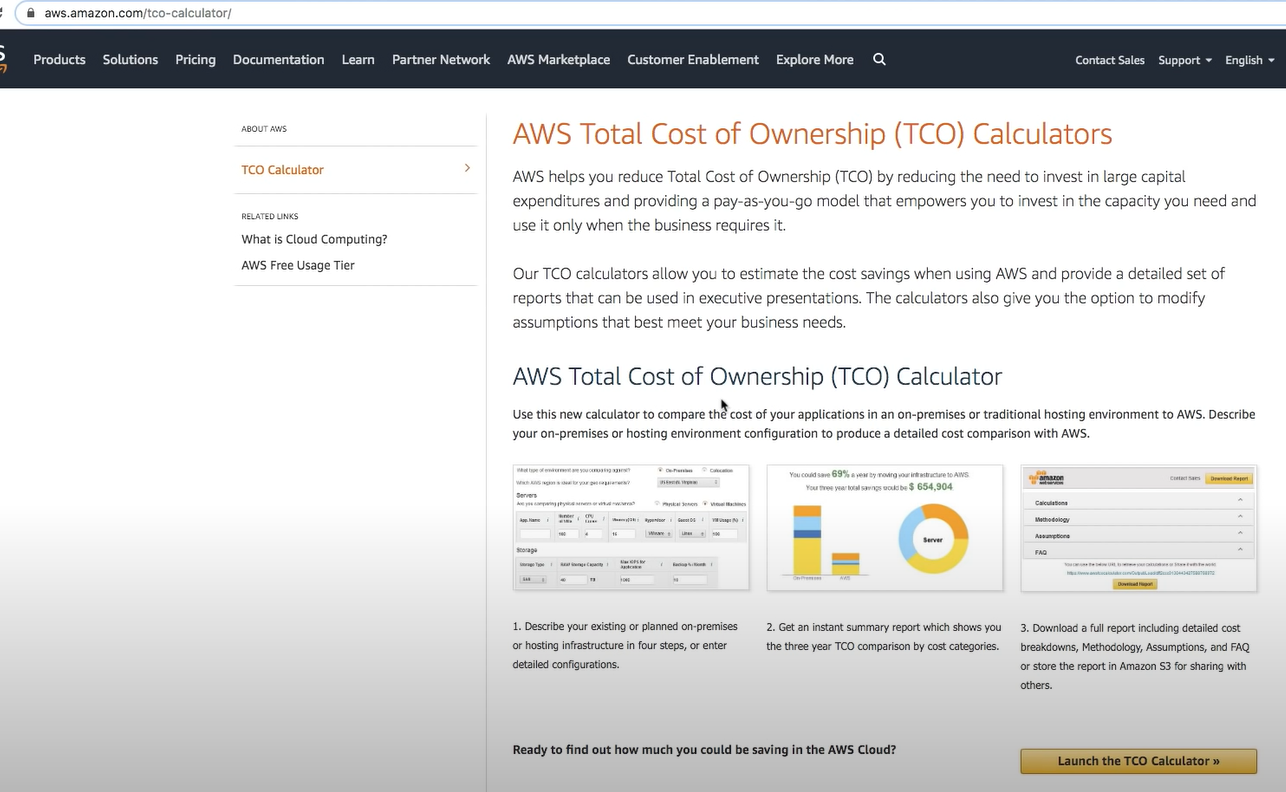 aws.amazon.com/tco-calculator/
Products Solutions Pricing Documentation Learn Partner Network AWS Marketplace Customer Enablement Explore More
Contact Sales Support English
ABOUT AWS
TCO Calculator
RELATED LINKS
What is Cloud Computing?
AWS Free Usage Tier
AWS Total Cost of Ownership (TCO) Calculators
AWS helps you reduce Total Cost of Ownership (TCO) by reducing the need to invest in large capital
expenditures and providing a pay-as-you-go model that empowers you to invest in the capacity you need and
use it only when the business requires it.
Our TCO calculators allow you to estimate the cost savings when using AWS and provide a detailed set of
reports that can be used in executive presentations. The calculators also give you the option to modify
assumptions that best meet your business needs.
AWS Total Cost of Ownership (TCO) Calculator
Use this new calculator to compare the cost of your applications in an on-premises or traditional hosting environment to AWS. Describe
your on-premises or hosting environment configuration to produce a detailed cost comparison with AWS.
What type of environment are you comparing against? On-Premises Colocation
Which AWS region is ideal for your geo requirements?
Servers
Are you comparing physical servers or virtual machines? Physical Servers Virtual Machines
Storage
You could save 69% a year by moving your infrastructure to AWS.
Your three year total savings would be $ 654,904
Server
On-Premises AWS
amazon
webservices
Contact Sales Download Report
Calculations
Methodology
Assumptions
FAQ
Download Report
1. Describe your existing or planned on-premises
or hosting infrastructure in four steps, or enter
detailed configurations.
2. Get an instant summary report which shows you
the three year TCO comparison by cost categories.
3. Download a full report including detailed cost
breakdowns, Methodology, Assumptions, and FAQ
or store the report in Amazon S3 for sharing with
others.
Ready to find out how much you could be saving in the AWS Cloud?
Launch the TCO Calculator »